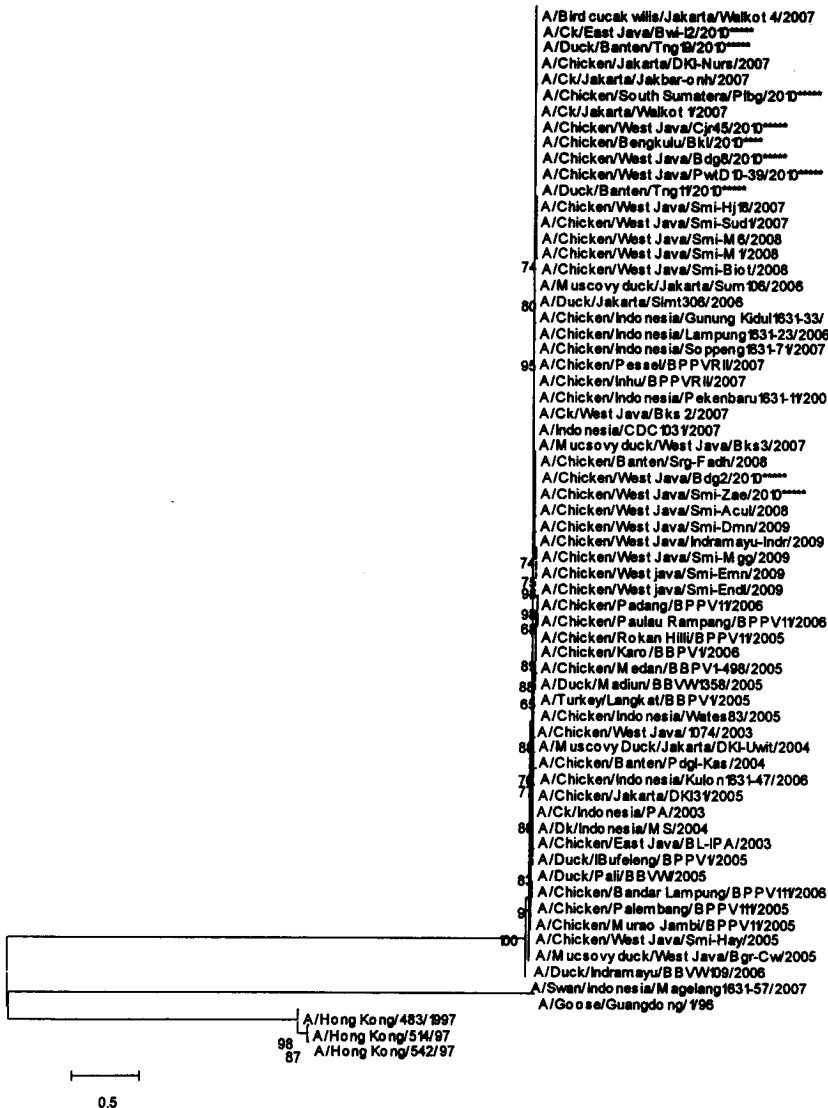 A/Bird cucak wilis/Jakarta/Walkot 4/2007
A/Ck/East Java/Bwi-I2/2010*****
A/Duck/Banten/Tng19/2010*****
A/Chicken/Jakarta/DKI-Nurs/2007
A/Ck/Jakarta/Jakbar-onh/2007
A/Chicken/South Sumatera/Plbg/2010*****
A/Ck/Jakarta/Walkot 1/2007
A/Chicken/West Java/Cjr45/2010*****
A/Chicken/Bengkulu/Bkl/2010****
A/Chicken/West Java/Bdg8/2010*****
A/Chicken/West Java/PwtD10-39/2010*****
A/Duck/Banten/Tng11/2010*****
A/Chicken/West Java/Smi-Hj18/2007
A/Chicken/West Java/Smi-Sud1/2007
A/Chicken/West Java/Smi-M6/2008
A/Chicken/West Java/Smi-M1/2008
74 A/Chicken/West Java/Smi-Biot/2008
A/Muscovy duck/Jakarta/Sum106/2006
80 A/Duck/Jakarta/Slmt306/2006
A/Chicken/Indonesia/Gunung Kidul1631-33/
A/Chicken/Indonesia/Lampung1631-23/2006
A/Chicken/Indonesia/Soppeng1631-71/2007
95 A/Chicken/Pessel/BPPVRII/2007
A/Chicken/Inhu/BPPVRII/2007
A/Chicken/Indonesia/Pekenbaru1631-11/200
A/Ck/West Java/Bks 2/2007
A/Indonesia/CDC1031/2007
A/Mucsovy duck/West Java/Bks3/2007
A/Chicken/Banten/Srg-Fadh/2008
A/Chicken/West Java/Bdg2/2010*****
A/Chicken/West Java/Smi-Zae/2010*****
A/Chicken/West Java/Smi-Acul/2008
A/Chicken/West Java/Smi-Dmn/2009
A/Chicken/West Java/Indramayu-Indr/2009
74 A/Chicken/West Java/Smi-Mgg/2009
75 A/Chicken/West java/Smi-Emn/2009
A/Chicken/West java/Smi-Endl/2009
A/Chicken/Padang/BPPV11/2006
A/Chicken/Paulau Rampang/BPPV11/2006
A/Chicken/Rokan Hilli/BPPV11/2005
A/Chicken/Karo/BBPV1/2006
A/Chicken/Medan/BBPV1-498/2005
A/Duck/Madiun/BBVW1358/2005
A/Turkey/Langkat/BBPV1/2005
A/Chicken/Indonesia/Wates83/2005
A/Chicken/West Java/1074/2003
A/Muscovy Duck/Jakarta/DKI-Uwit/2004
A/Chicken/Banten/Pdgl-Kas/2004
A/Chicken/Indonesia/Kulon1631-47/2006
A/Chicken/Jakarta/DKI31/2005
A/Ck/Indonesia/PA/2003
A/Dk/Indonesia/MS/2004
A/Chicken/East Java/BL-IPA/2003
A/Duck/IBufeleng/BPPV1/2005
83 A/Duck/Pali/BBVW/2005
A/Chicken/Bandar Lampung/BPPV111/2006
A/Chicken/Palembang/BPPV111/2005
A/Chicken/Murao Jambi/BPPV11/2005
100 A/Chicken/West Java/Smi-Hay/2005
A/Mucsovy duck/West Java/Bgr-Cw/2005
A/Duck/Indramayu/BBVW109/2006
A/Swan/Indonesia/Magelang1631-57/2007
A/Goose/Guangdong/1/96
A/Hong Kong/483/1997
A/Hong Kong/514/97
98
A/Hong Kong/542/97
87
0.5